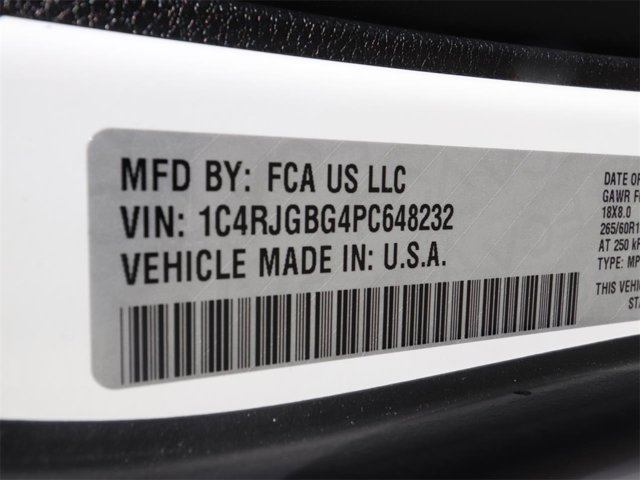 MFD BY: FCA US LLC
VIN: 1C4RJGBG4PC648232
VEHICLE MADE IN: U.S.A.
DATE OF
GAWR F
18X8.0
265/60R1
AT 250 kP
TYPE: MP
THIS VEHI